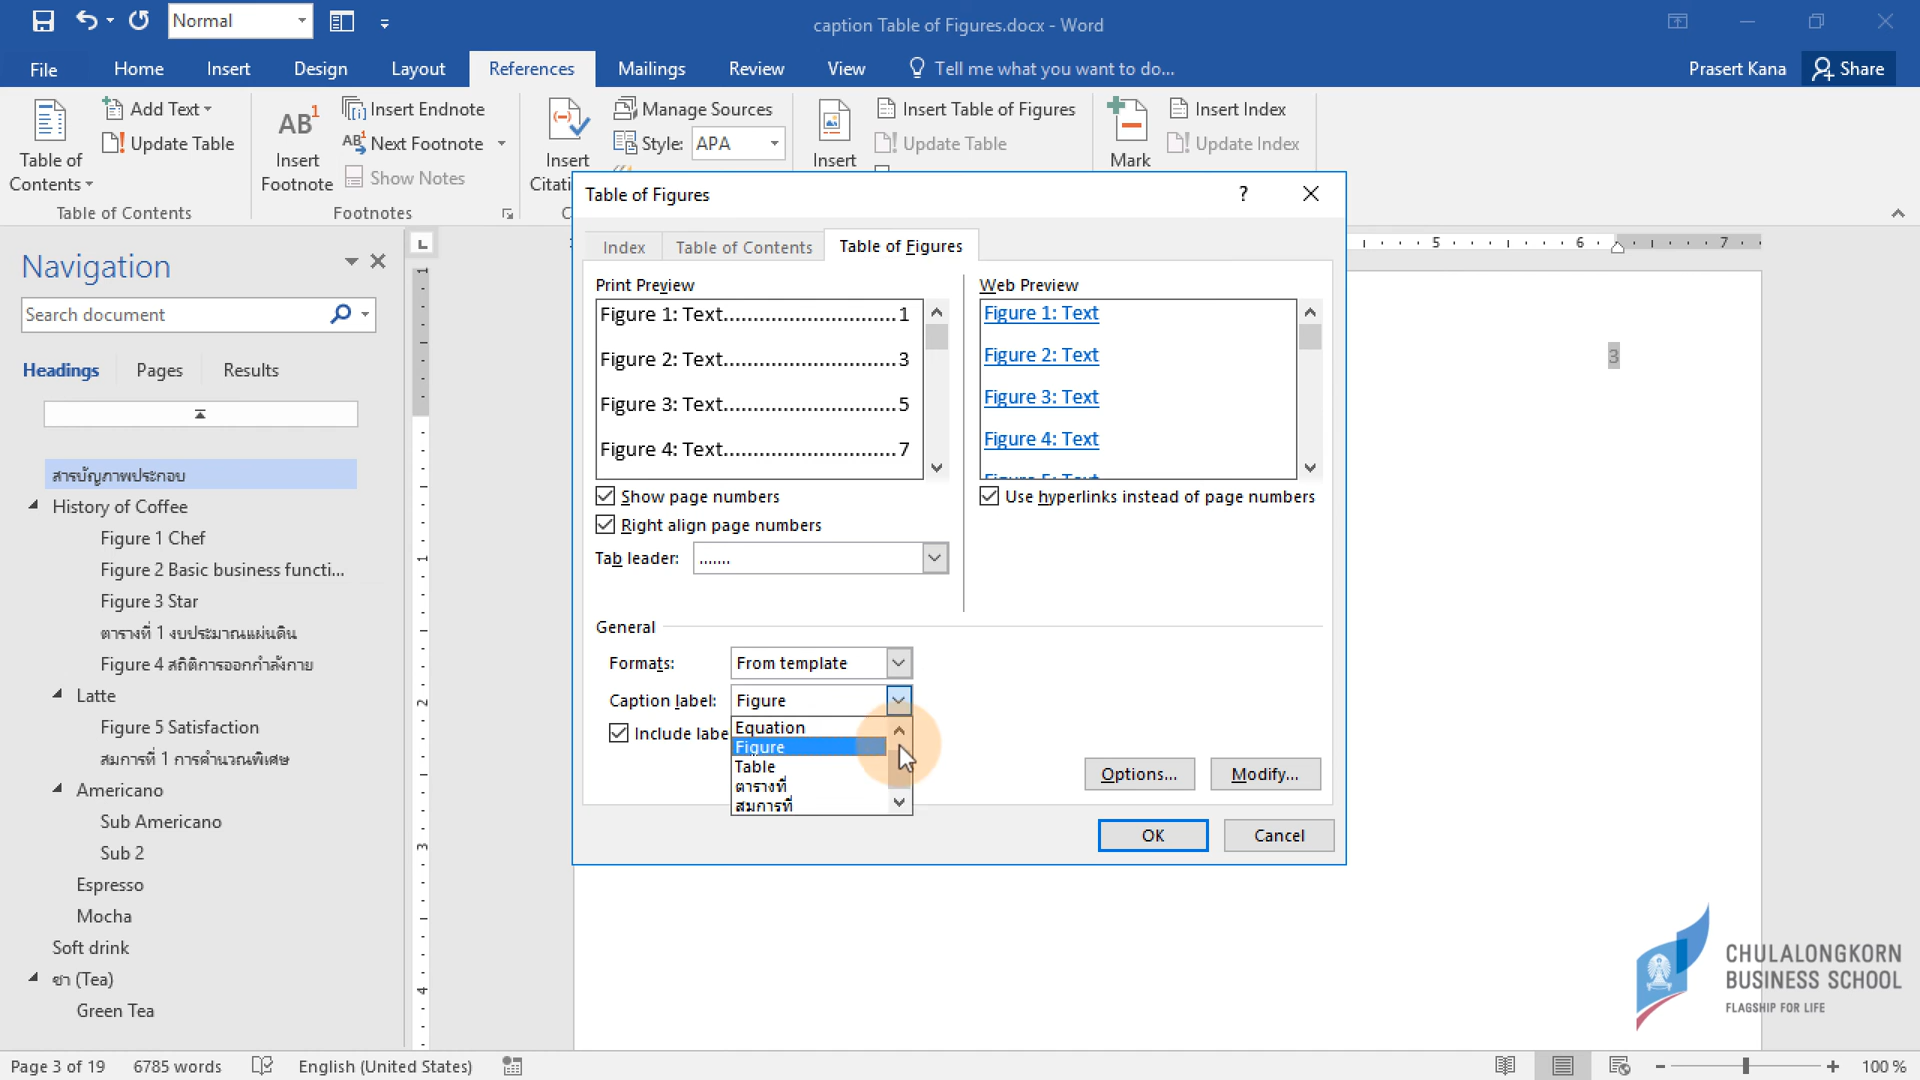 Normal
caption Table of Figures.docx - Word
File
Home
Insert
Design
Layout
References
Mailings
Review
View
Tell me what you want to do...
Prasert Kana
Share
Table of
Contents
Add Text
Update Table
Table of Contents
AB1
Insert
Footnote
Insert Endnote
Next Footnote
Show Notes
Footnotes
Insert
Manage Sources
Style:
APA
Insert
Insert Table of Figures
Update Table
Mark
Insert Index
Update Index
Navigation
Search document
Headings
Pages
Results
สารบัญภาพประกอบ
History of Coffee
Figure 1 Chef
Figure 2 Basic business functi...
Figure 3 Star
ตารางที่ 1 งบประมาณแผ่นดิน
Figure 4 สถิติการออกกำลังกาย
Latte
Figure 5 Satisfaction
สมการที่ 1 การคำนวณพิเศษ
Americano
Sub Americano
Sub 2
Espresso
Mocha
Soft drink
ชา (Tea)
Green Tea
Table of Figures
?
Index
Table of Contents
Table of Figures
Print Preview
Figure 1: Text.............................1
Figure 2: Text.............................3
Figure 3: Text.............................5
Figure 4: Text.............................7
Web Preview
Figure 1: Text
Figure 2: Text
Figure 3: Text
Figure 4: Text
Show page numbers
Right align page numbers
Tab leader:
.......
Use hyperlinks instead of page numbers
General
Formats:
From template
Caption label:
Figure
Include labe
Equation
Figure
Table
ตารางที่
สมการที่
Options...
Modify...
OK
Cancel
5
6
7
1
1
2
3
4
3
CHULALONGKORN
BUSINESS SCHOOL
FLAGSHIP FOR LIFE
Page 3 of 19
6785 words
English (United States)
100 %